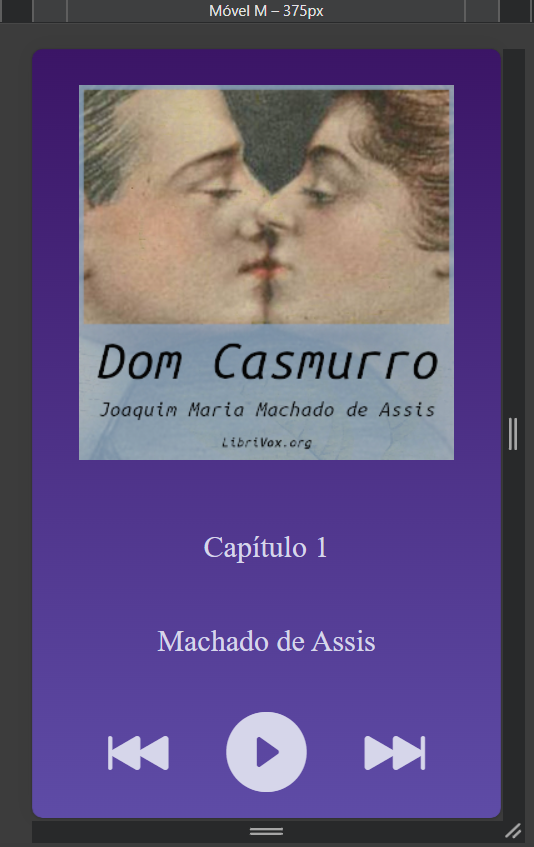 Móvel M – 375px
Dom Casmurro
Joaquim Maria Machado de Assis
LibriVox.org
Capítulo 1
Machado de Assis